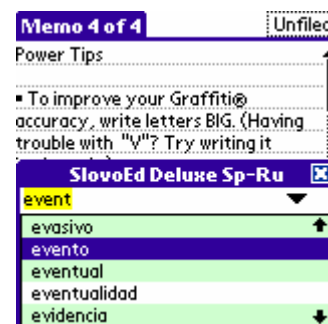 Memo 4 of 4
Unfiled
Power Tips
▪ To improve your Graffiti®
accuracy, write letters BIG. (Having
trouble with "V"? Try writing it
SlovoEd Deluxe Sp-Ru
event
evasivo
evento
eventual
eventualidad
evidencia